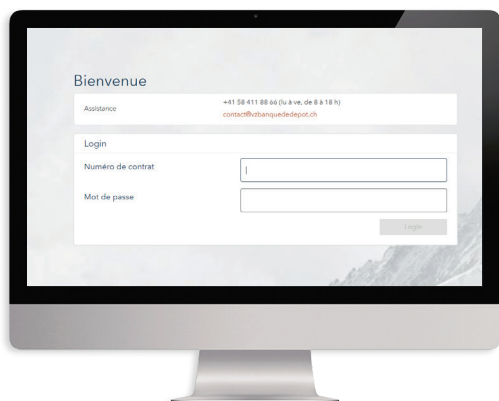 Bienvenue
Assistance
+41 58 411 88 66 (lu à ve, de 8 à 18 h)
contact@vzbanquededepot.ch
Login
Numéro de contrat
Mot de passe
Login